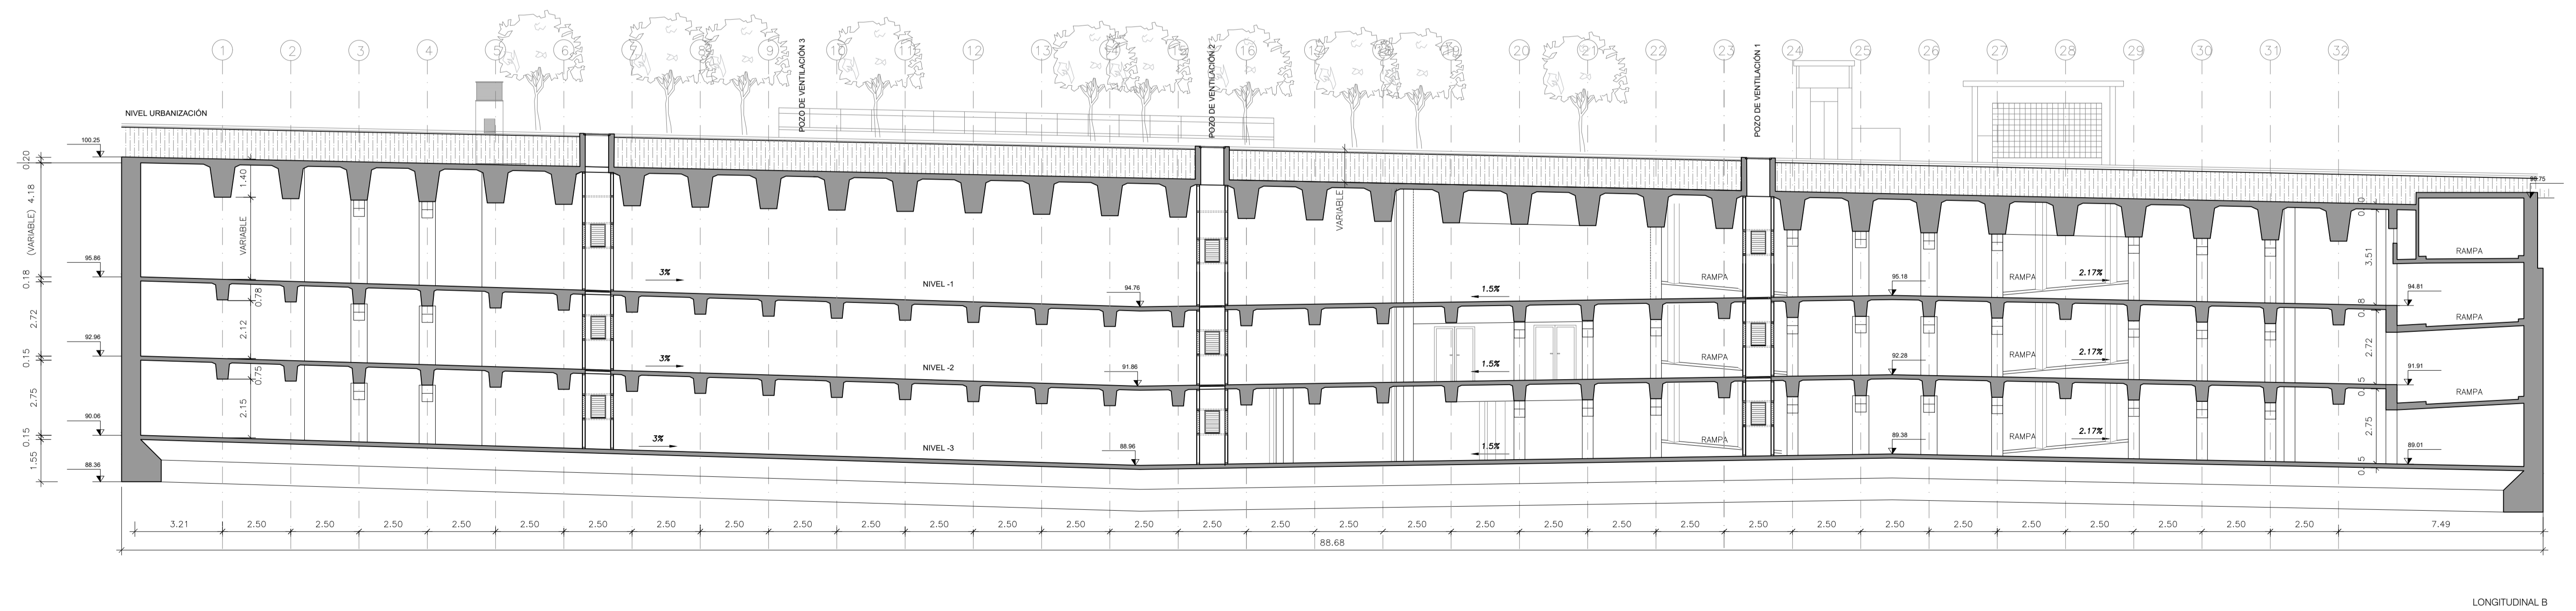 1 2 3 4 5 6 7 8 9 10 11 12 13 14 15 16 17 18 19 20 21 22 23 24 25 26 27 28 29 30 31 32
POZO DE VENTILACIÓN 3
POZO DE VENTILACIÓN 2
POZO DE VENTILACIÓN 1
NIVEL URBANIZACIÓN
100.25
0.20
(VARIABLE) 4.18
1.40
VARIABLE
VARIABLE
98.75
3.51
RAMPA
95.86
0.18
3%
NIVEL -1
94.76
1.5%
RAMPA
95.18
RAMPA
2.17%
94.81
0.78
2.72
2.12
RAMPA
92.96
0.15
3%
NIVEL -2
91.86
1.5%
RAMPA
92.28
RAMPA
2.17%
2.72
91.91
0.75
2.75
2.15
RAMPA
90.06
0.15
3%
NIVEL -3
88.96
1.5%
RAMPA
89.38
RAMPA
2.17%
2.75
89.01
1.55
88.36
3.21 2.50 2.50 2.50 2.50 2.50 2.50 2.50 2.50 2.50 2.50 2.50 2.50 2.50 2.50 2.50 2.50 2.50 2.50 2.50 2.50 2.50 2.50 2.50 2.50 2.50 2.50 2.50 2.50 2.50 2.50 2.50 7.49
88.68
LONGITUDINAL B